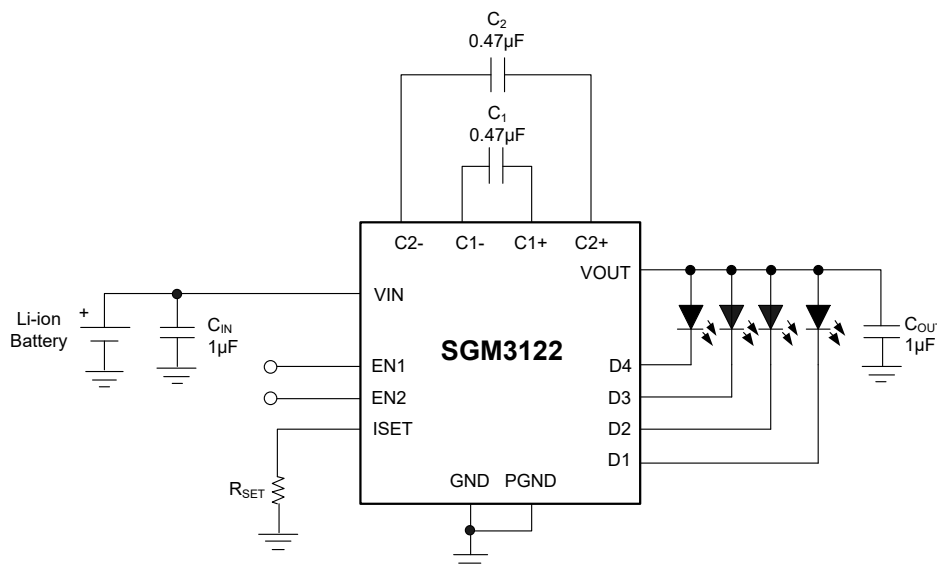 C2
0.47µF
C1
0.47µF
C2- C1- C1+ C2+
VOUT
VIN
Li-ion
Battery
+
CIN
1µF
COUT
1µF
SGM3122
EN1
D4
EN2
D3
ISET
D2
D1
RSET
GND PGND